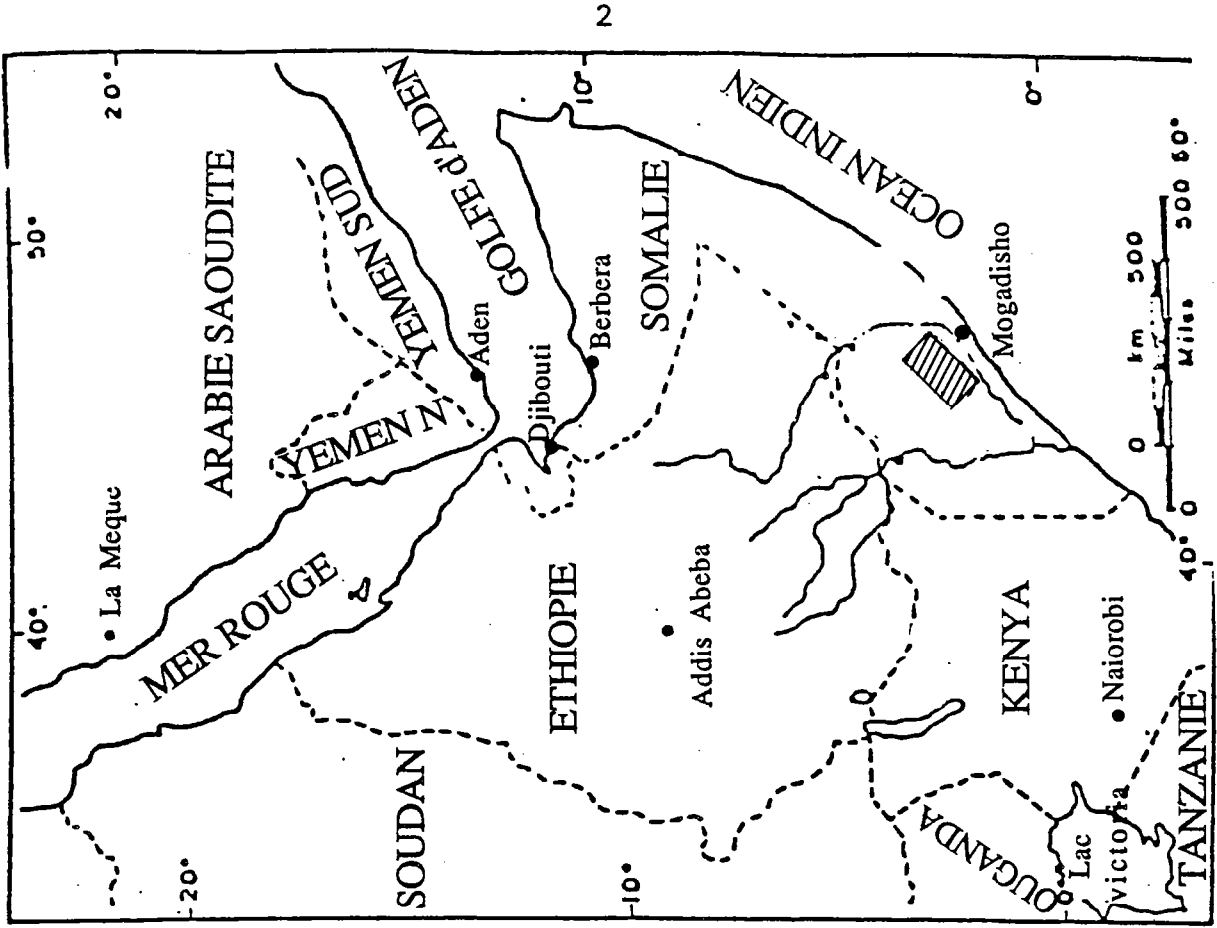 2
20°
10°
0°
50°
ARABIE SAOUDITE
YEMEN SUD
GOLFE d'ADEN
OCEAN INDIEN
YEMEN N
Aden
Djibouti
Berbera
SOMALIE
Mogadisho
La Meque
40°
MER ROUGE
ETHIOPIE
Addis Abeba
KENYA
Naiorobi
SOUDAN
OUGANDA
Lac
victoria
TANZANIE
20°
10°
0
40°
0 km 500
0 Miles 500
50°